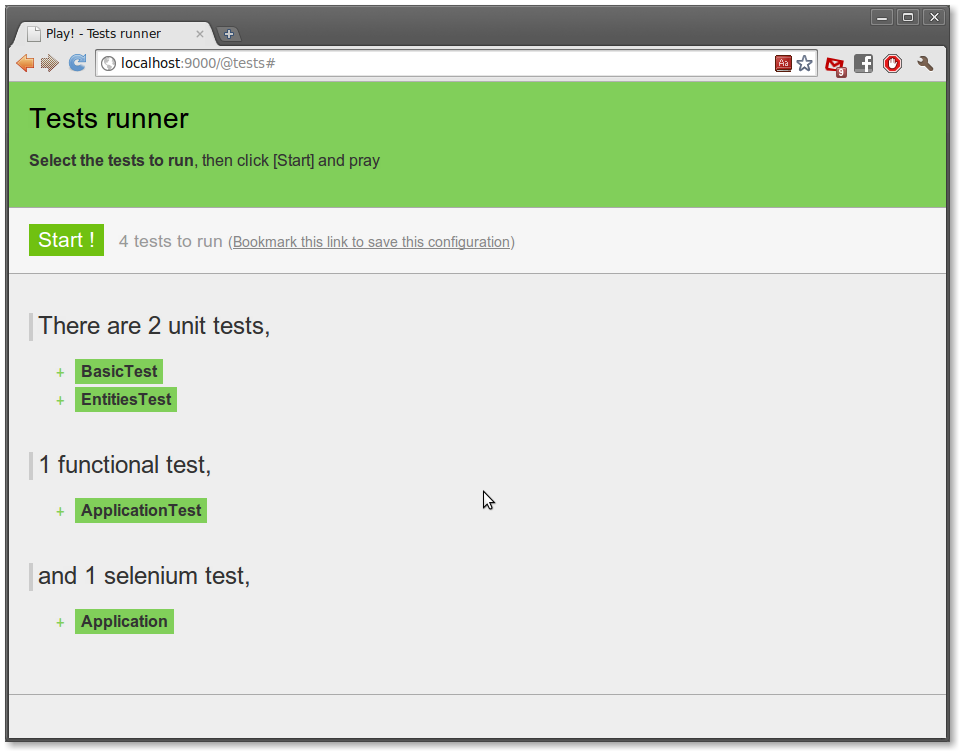 Play! - Tests runner
localhost:9000/@tests#
Aa
9
f
Tests runner
Select the tests to run, then click [Start] and pray
Start ! 4 tests to run (Bookmark this link to save this configuration)
There are 2 unit tests,
+ BasicTest
+ EntitiesTest
1 functional test,
+ ApplicationTest
and 1 selenium test,
+ Application